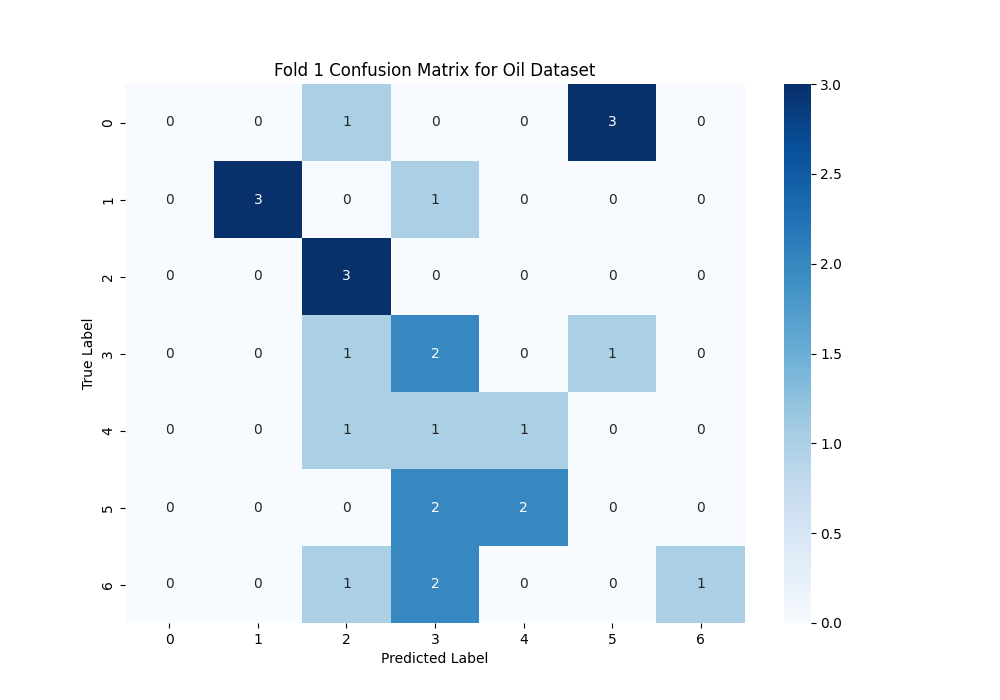 Fold 1 Confusion Matrix for Oil Dataset
0 0 0 1 0 0 3 0
1 0 3 0 1 0 0 0
2 0 0 3 0 0 0 0
3 0 0 1 2 0 1 0
4 0 0 1 1 1 0 0
5 0 0 0 2 2 0 0
6 0 0 1 2 0 0 1
0 1 2 3 4 5 6
Predicted Label
True Label
3.0
2.5
2.0
1.5
1.0
0.5
0.0